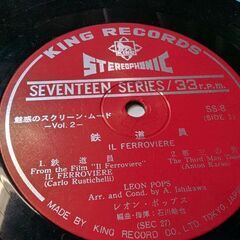 KING RECORDS
STEREOPHONIC
SEVENTEEN SERIES/33 r.p.m.
魅惑のスクリーン・ムード
—Vol. 2—
SS-8
(SIDE 1)
鉄道員
IL FERROVIERE
1. 鉄道員
From the Film "Il Ferroviere"
IL FERROVIERE
(Carlo Rustichelli)
2. 第三の男
The Third Man Theme
(Anton Karas)
LEON POPS
Arr. and Cond. by A. Ishikawa
レオン・ポップス
編曲・指揮：石川皓也
(SEC 27)
MFR. BY KING RECORD CO. LTD. TOKYO JAPAN